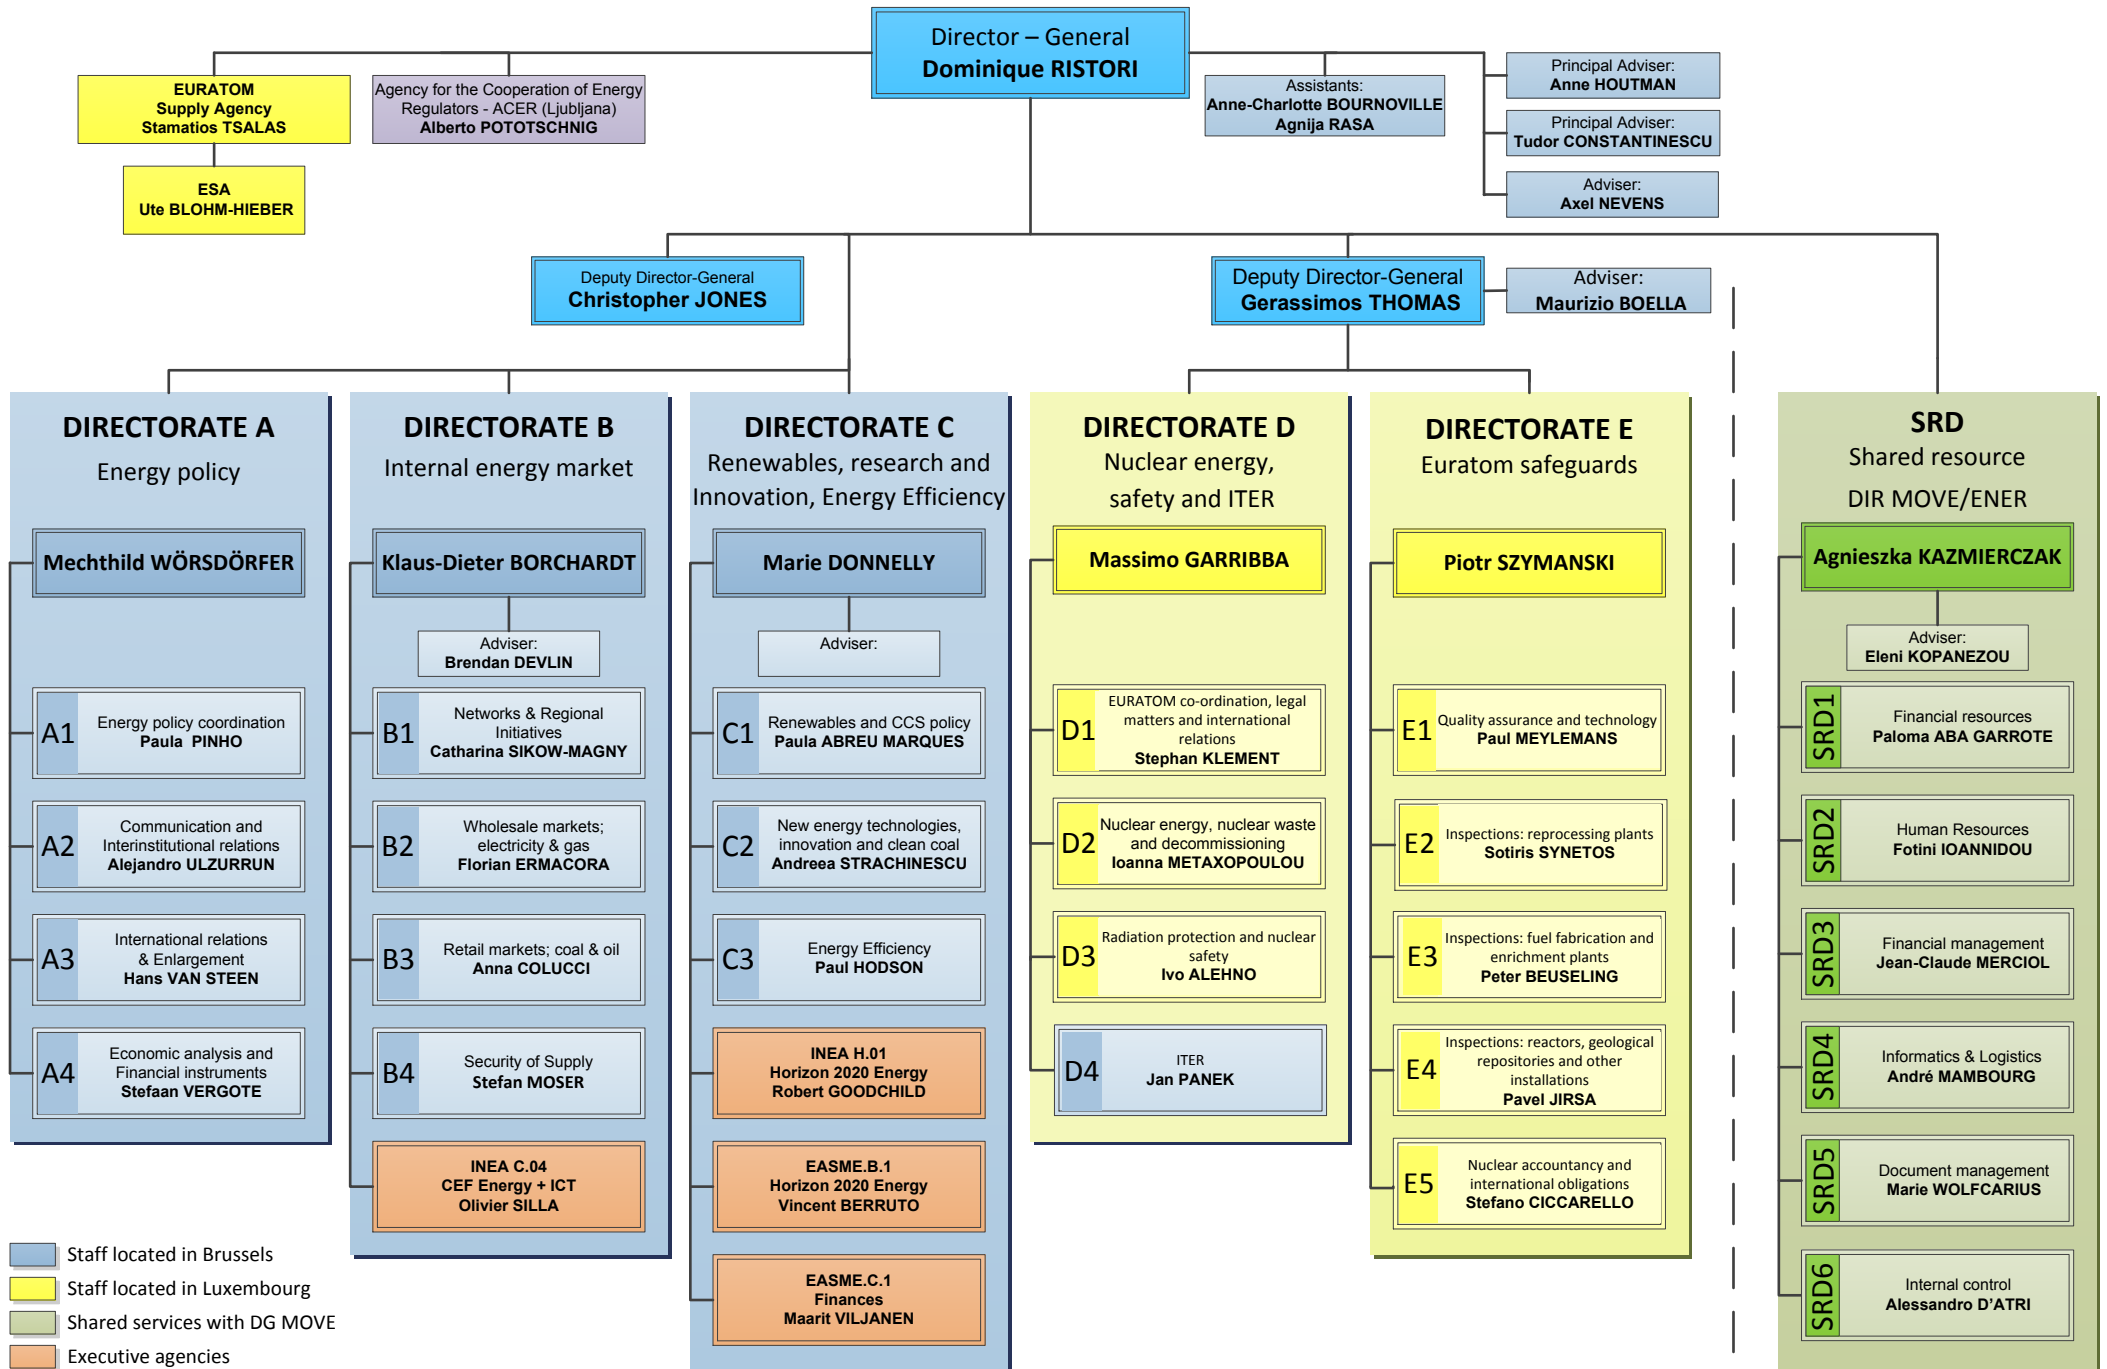 Director – General
Dominique RISTORI
EURATOM
Supply Agency
Stamatios TSALAS
Agency for the Cooperation of Energy
Regulators - ACER (Ljubljana)
Alberto POTOTSCHNIG
Assistants:
Anne-Charlotte BOURNOVILLE
Agnija RASA
Principal Adviser:
Anne HOUTMAN
Principal Adviser:
Tudor CONSTANTINESCU
Adviser:
Axel NEVENS
ESA
Ute BLOHM-HIEBER
Deputy Director-General
Christopher JONES
Deputy Director-General
Gerassimos THOMAS
Adviser:
Maurizio BOELLA
DIRECTORATE A
Energy policy
Mechthild WÖRSDÖRFER
A1
Energy policy coordination
Paula PINHO
A2
Communication and
Interinstitutional relations
Alejandro ULZURRUN
A3
International relations
& Enlargement
Hans VAN STEEN
A4
Economic analysis and
Financial instruments
Stefaan VERGOTE
DIRECTORATE B
Internal energy market
Klaus-Dieter BORCHARDT
Adviser:
Brendan DEVLIN
B1
Networks & Regional
Initiatives
Catharina SIKOW-MAGNY
B2
Wholesale markets;
electricity & gas
Florian ERMACORA
B3
Retail markets; coal & oil
Anna COLUCCI
B4
Security of Supply
Stefan MOSER
INEA C.04
CEF Energy + ICT
Olivier SILLA
DIRECTORATE C
Renewables, research and
Innovation, Energy Efficiency
Marie DONNELLY
Adviser:
C1
Renewables and CCS policy
Paula ABREU MARQUES
C2
New energy technologies,
innovation and clean coal
Andreea STRACHINESCU
C3
Energy Efficiency
Paul HODSON
INEA H.01
Horizon 2020 Energy
Robert GOODCHILD
EASME.B.1
Horizon 2020 Energy
Vincent BERRUTO
EASME.C.1
Finances
Maarit VILJANEN
DIRECTORATE D
Nuclear energy,
safety and ITER
Massimo GARRIBBA
D1
EURATOM co-ordination, legal
matters and international
relations
Stephan KLEMENT
D2
Nuclear energy, nuclear waste
and decommissioning
Ioanna METAXOPOULOU
D3
Radiation protection and nuclear
safety
Ivo ALEHNO
D4
ITER
Jan PANEK
DIRECTORATE E
Euratom safeguards
Piotr SZYMANSKI
E1
Quality assurance and technology
Paul MEYLEMANS
E2
Inspections: reprocessing plants
Sotiris SYNETOS
E3
Inspections: fuel fabrication and
enrichment plants
Peter BEUSELING
E4
Inspections: reactors, geological
repositories and other
installations
Pavel JIRSA
E5
Nuclear accountancy and
international obligations
Stefano CICCARELLO
SRD
Shared resource
DIR MOVE/ENER
Agnieszka KAZMIERCZAK
Adviser:
Eleni KOPANEZOU
SRD1
Financial resources
Paloma ABA GARROTE
SRD2
Human Resources
Fotini IOANNIDOU
SRD3
Financial management
Jean-Claude MERCIOL
SRD4
Informatics & Logistics
André MAMBOURG
SRD5
Document management
Marie WOLFCARIUS
SRD6
Internal control
Alessandro D’ATRI
Staff located in Brussels
Staff located in Luxembourg
Shared services with DG MOVE
Executive agencies